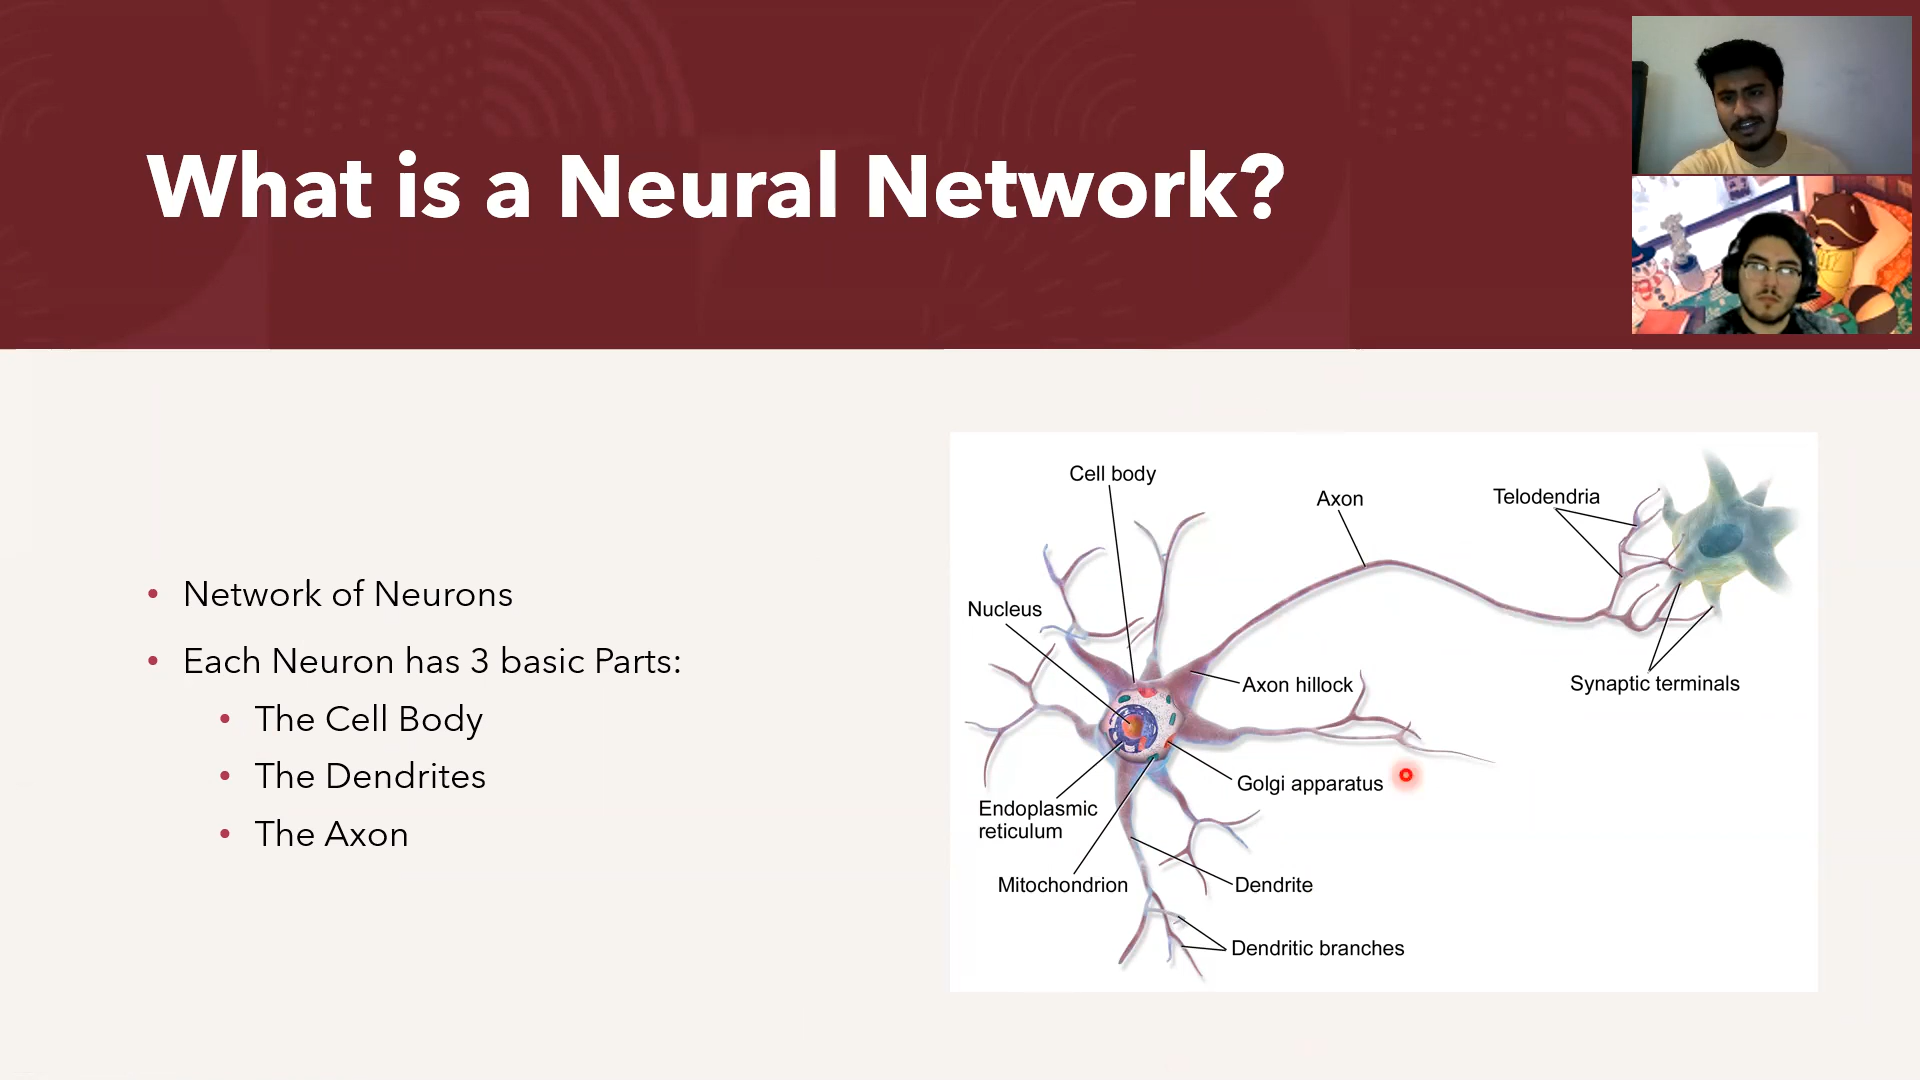 What is a Neural Network?
• Network of Neurons
• Each Neuron has 3 basic Parts:
• The Cell Body
• The Dendrites
• The Axon
Cell body
Axon
Telodendria
Nucleus
Axon hillock
Synaptic terminals
Golgi apparatus
Endoplasmic
reticulum
Mitochondrion
Dendrite
Dendritic branches